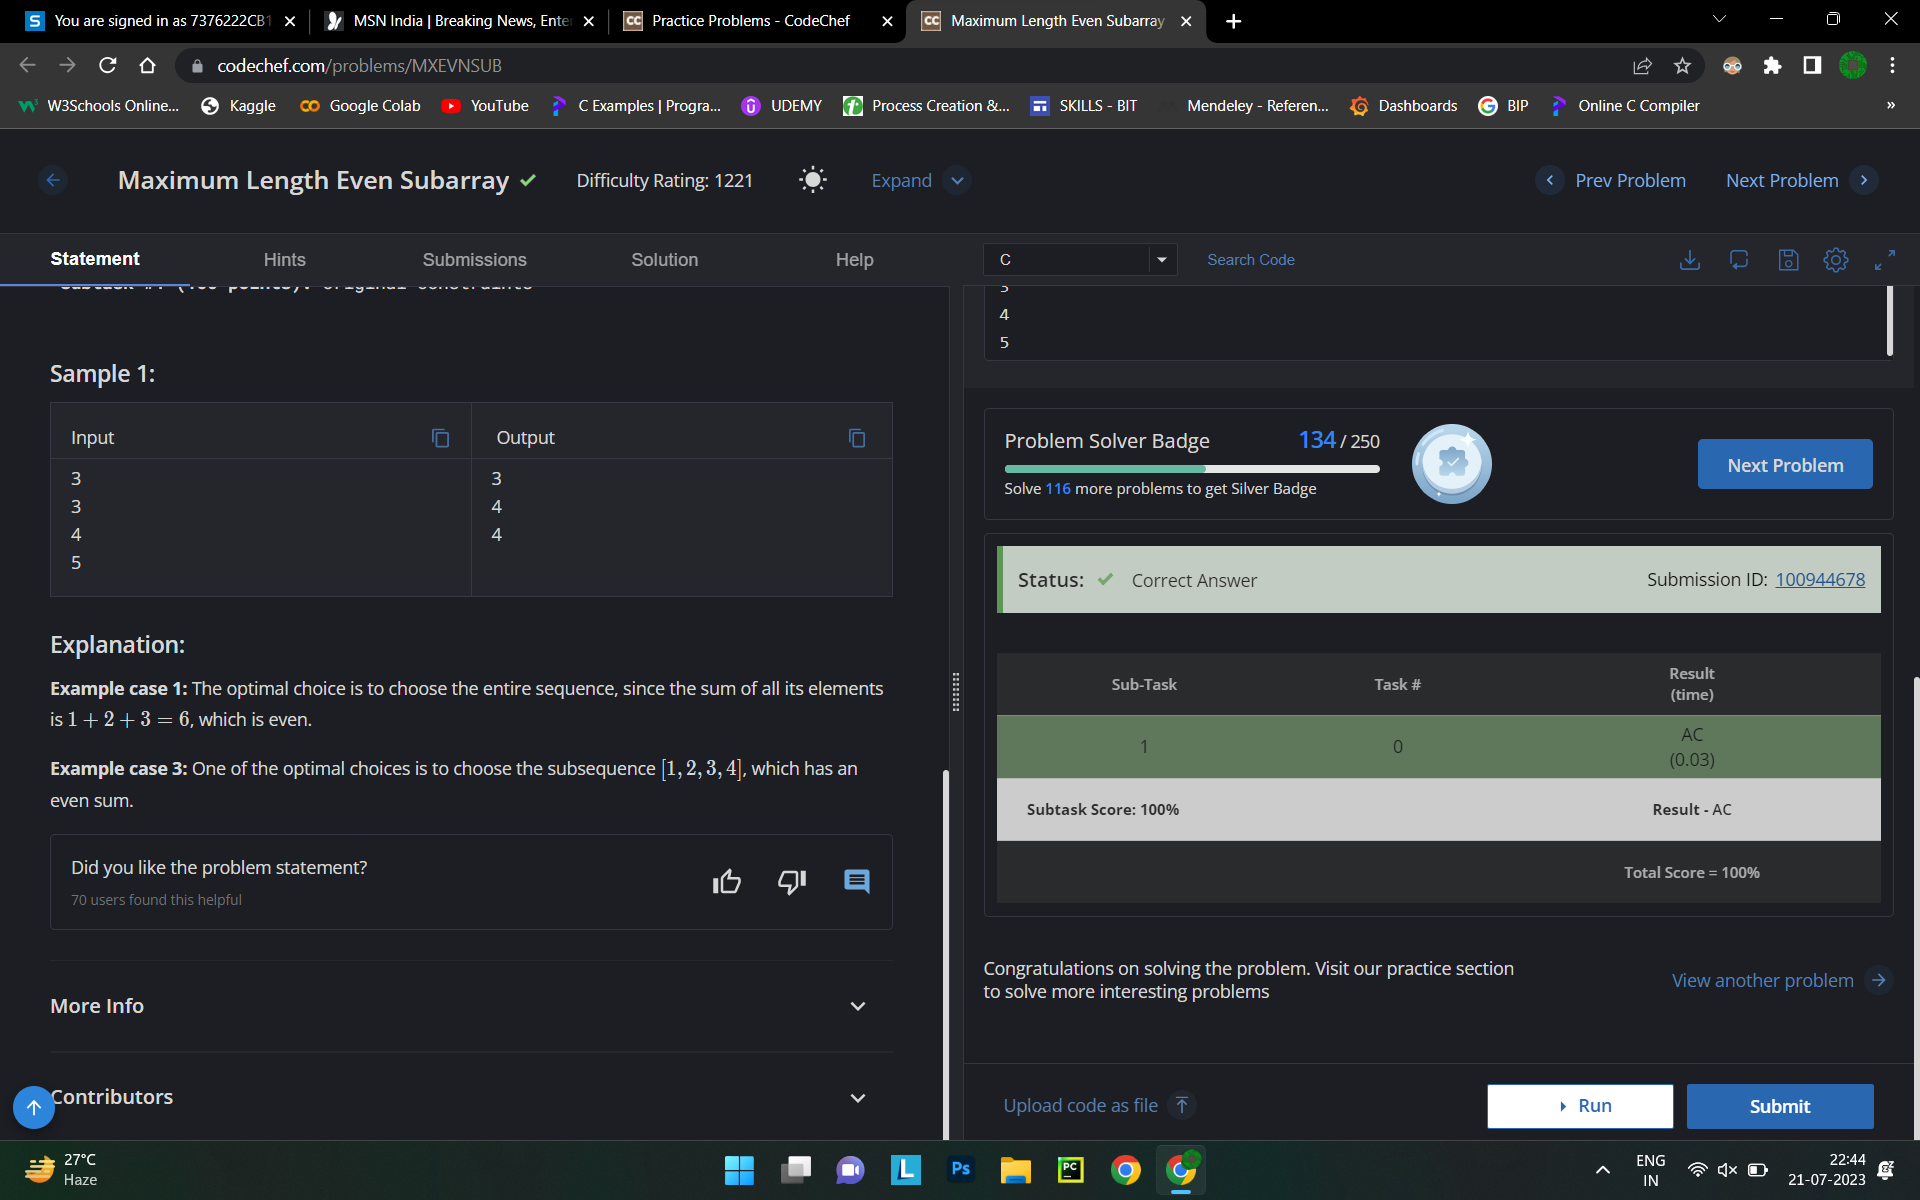 You are signed in as 7376222CB1
MSN India | Breaking News, Enter
Practice Problems - CodeChef
Maximum Length Even Subarray
codechef.com/problems/MXEVNSUB
W3Schools Online...
Kaggle
Google Colab
YouTube
C Examples | Progra...
UDEMY
Process Creation &...
SKILLS - BIT
Mendeley - Referen...
Dashboards
BIP
Online C Compiler
»
Maximum Length Even Subarray
Difficulty Rating: 1221
Expand
Prev Problem
Next Problem
Statement
Hints
Submissions
Solution
Help
C
Search Code
Sample 1:
Input
Output
3
3
4
5
3
4
4
Explanation:
Example case 1: The optimal choice is to choose the entire sequence, since the sum of all its elements
is 1 + 2 + 3 = 6, which is even.
Example case 3: One of the optimal choices is to choose the subsequence [1, 2, 3, 4], which has an
even sum.
Did you like the problem statement?
70 users found this helpful
More Info
Contributors
3
4
5
Problem Solver Badge
134 / 250
Solve 116 more problems to get Silver Badge
Next Problem
Status:
Correct Answer
Submission ID: 100944678
Sub-Task
Task #
Result
(time)
1
0
AC
(0.03)
Subtask Score: 100%
Result - AC
Total Score = 100%
Congratulations on solving the problem. Visit our practice section
to solve more interesting problems
View another problem
Upload code as file
Run
Submit
27°C
Haze
L
Ps
PC
ENG
IN
22:44
21-07-2023